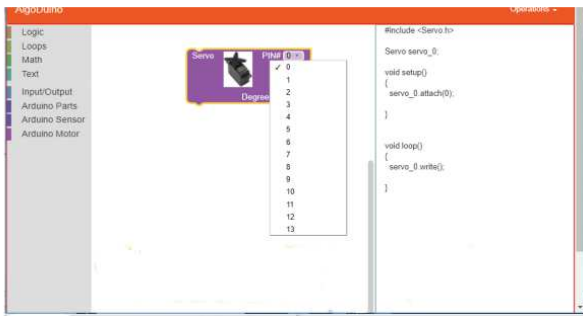 AlgoDuino
Operations
Logic
Loops
Math
Text
Input/Output
Arduino Parts
Arduino Sensor
Arduino Motor
Servo PIN# 0
Degree
✓ 0
1
2
3
4
5
6
7
8
9
10
11
12
13
#include <Servo.h>
Servo servo_0;
void setup()
{
servo_0.attach(0);
}
void loop()
{
servo_0.write();
}